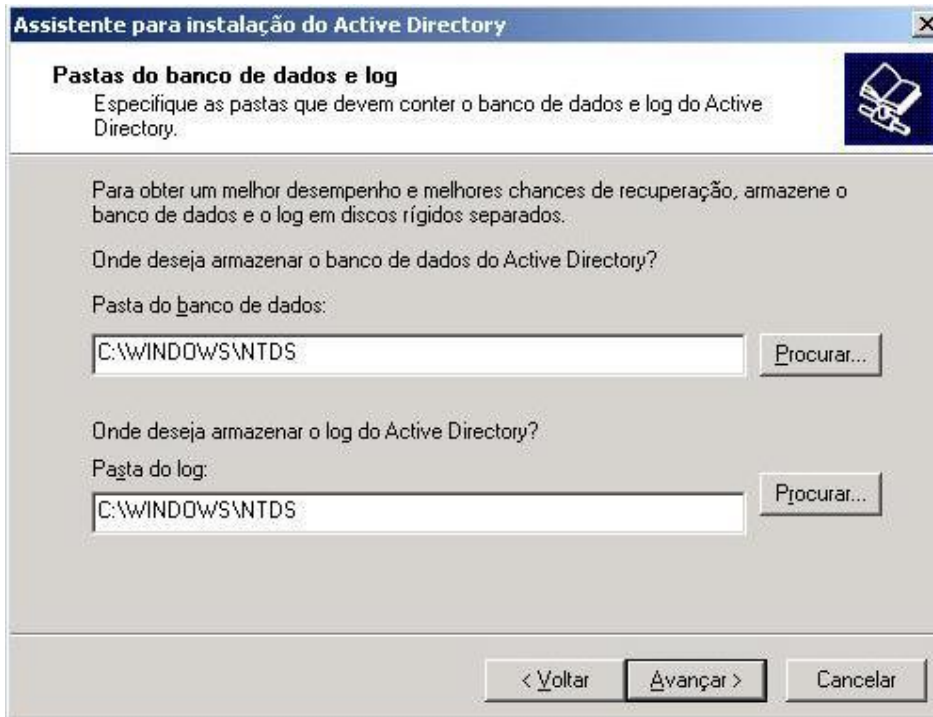 Assistente para instalação do Active Directory
Pastas do banco de dados e log
Especifique as pastas que devem conter o banco de dados e log do Active
Directory.
Para obter um melhor desempenho e melhores chances de recuperação, armazene o
banco de dados e o log em discos rígidos separados.
Onde deseja armazenar o banco de dados do Active Directory?
Pasta do banco de dados:
C:\WINDOWS\NTDS
Procurar...
Onde deseja armazenar o log do Active Directory?
Pasta do log:
C:\WINDOWS\NTDS
Procurar...
< Voltar
Avançar >
Cancelar